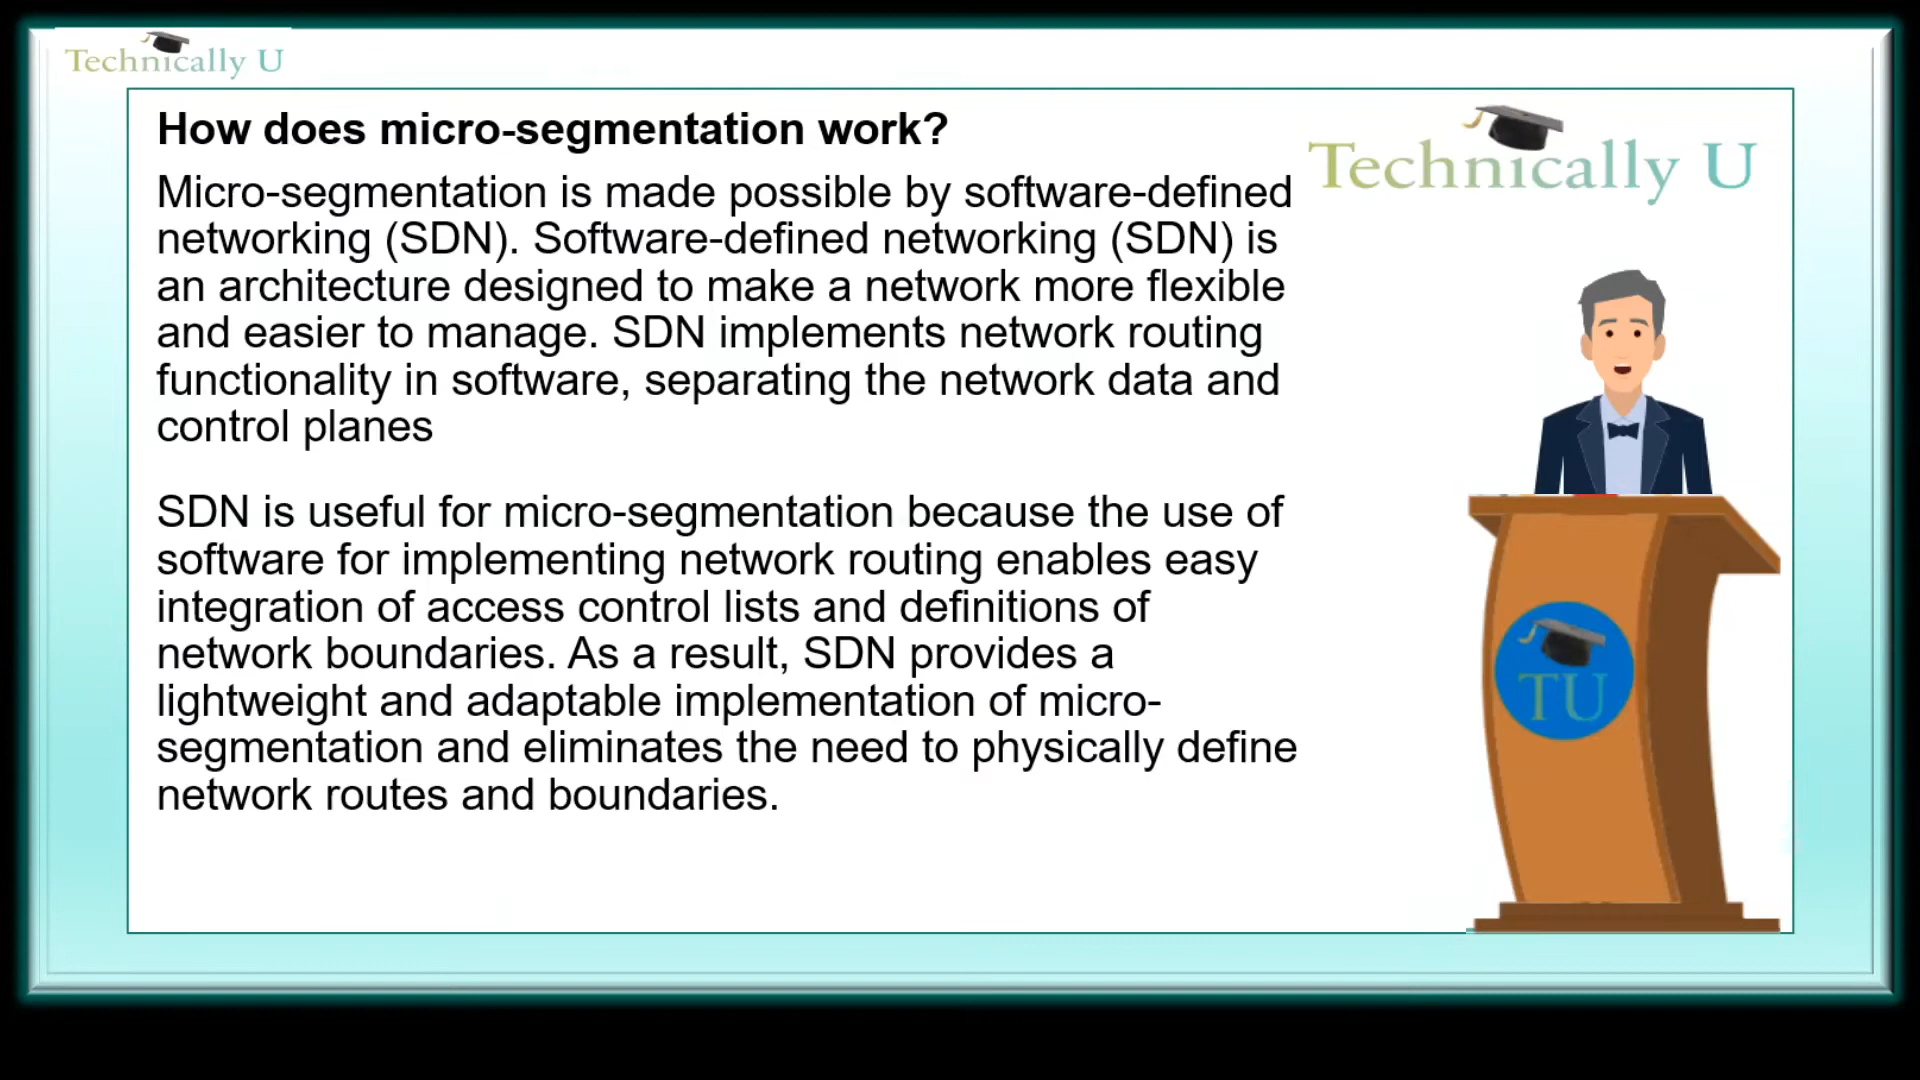 Technically U
How does micro-segmentation work?
Technically U
Micro-segmentation is made possible by software-defined
networking (SDN). Software-defined networking (SDN) is
an architecture designed to make a network more flexible
and easier to manage. SDN implements network routing
functionality in software, separating the network data and
control planes
SDN is useful for micro-segmentation because the use of
software for implementing network routing enables easy
integration of access control lists and definitions of
network boundaries. As a result, SDN provides a
lightweight and adaptable implementation of micro-
segmentation and eliminates the need to physically define
network routes and boundaries.
TU